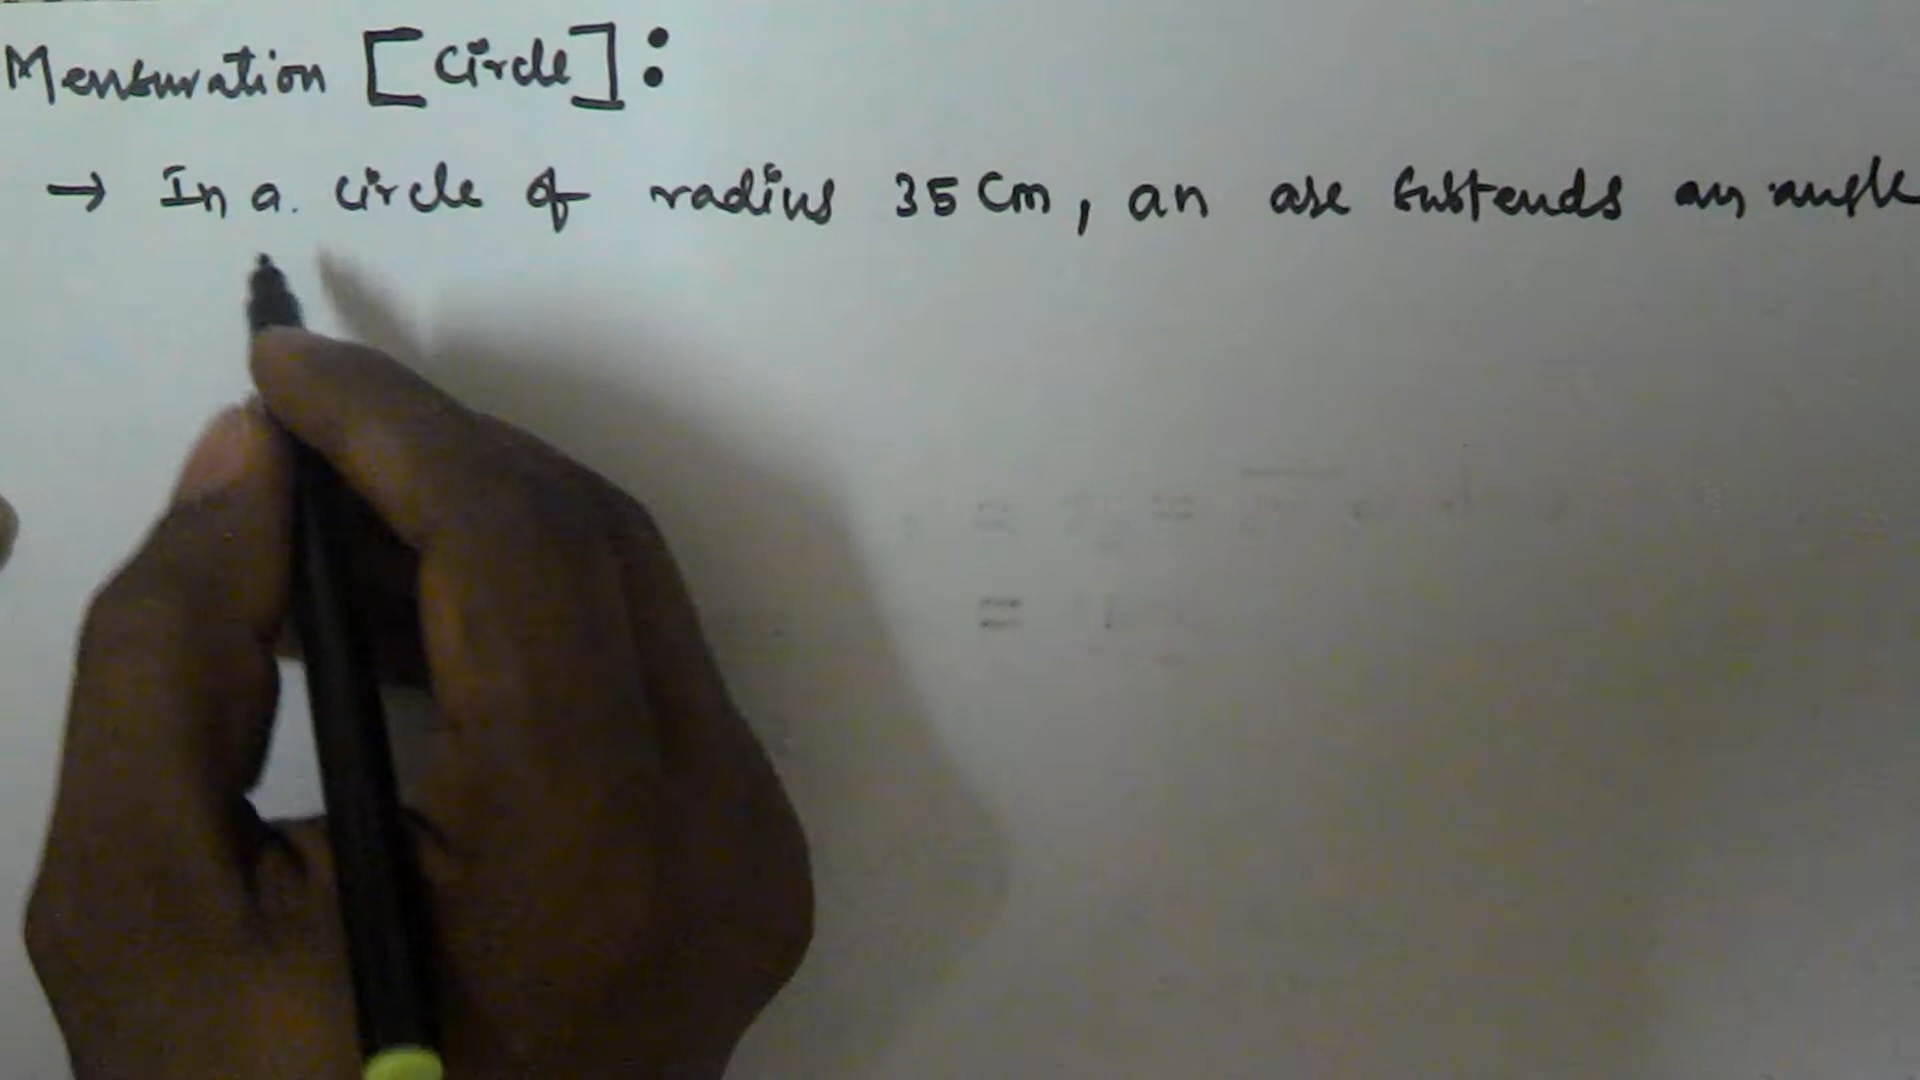 Mensuration [Circle]:
→ In a circle of radius 35 Cm, an arc subtends an angle